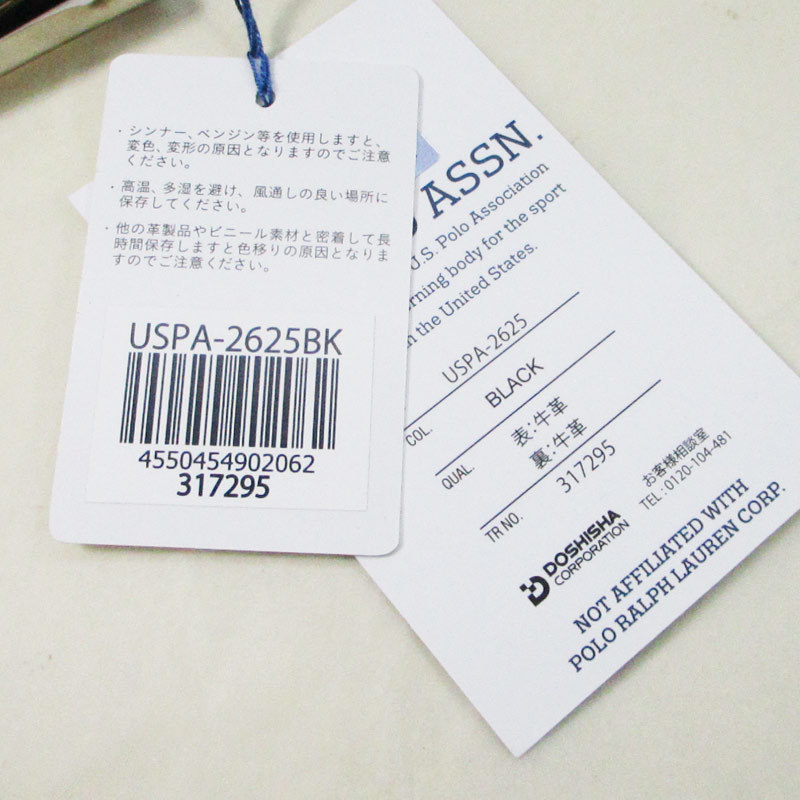 ・シンナー、ベンジン等を使用しますと、
変色、変形の原因となりますのでご注意
ください。
・高温、多湿を避け、風通しの良い場所に
保存してください。
・他の革製品やビニール素材と密着して長
時間保存しますと色移りの原因となりま
すのでご注意ください。
USPA-2625BK
4550454902062
317295
ASSN.
U.S. Polo Association
body for the sport
the United States.
USPA-2625
COL. BLACK
QUAL. 表:牛革
裏:牛革
TR NO. 317295
お客様相談室
TEL:0120-104-481
DOSHISHA
CORPORATION
NOT AFFILIATED WITH
POLO RALPH LAUREN CORP.